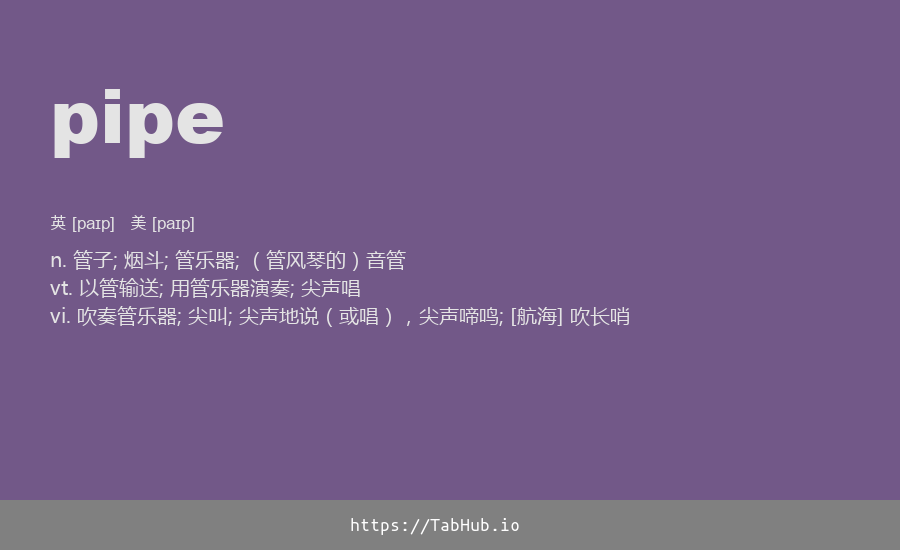 pipe
英 [paɪp] 美 [paɪp]
n. 管子; 烟斗; 管乐器; （管风琴的）音管
vt. 以管输送; 用管乐器演奏; 尖声唱
vi. 吹奏管乐器; 尖叫; 尖声地说（或唱），尖声啼鸣; [航海] 吹长哨
https://TabHub.io